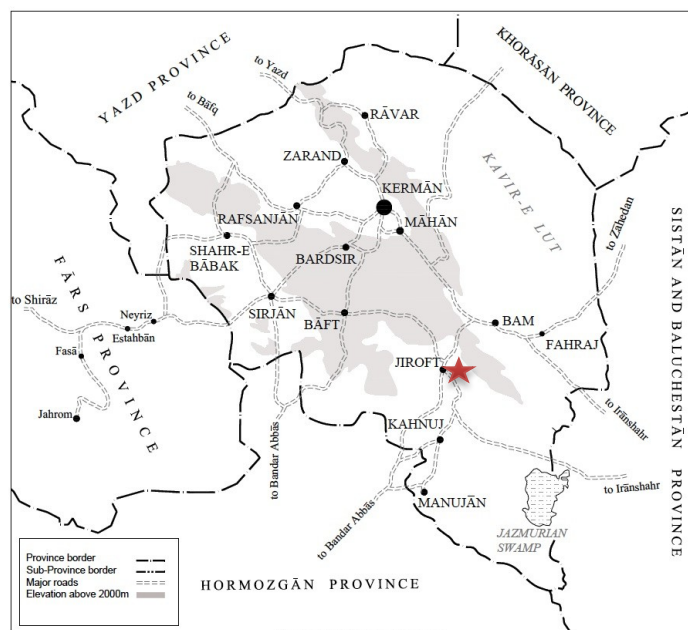 YAZD PROVINCE
to Yazd
to Bāfq
KHORĀSĀN PROVINCE
RĀVAR
ZARAND
KERMĀN
KAVIR-E LUT
RAFSANJĀN
MĀHĀN
SHAHR-E
BĀBAK
BARDSIR
to Zāhedan
SISTĀN AND BALUCHESTĀN PROVINCE
FĀRS PROVINCE
to Shirāz
Neyriz
Estahbān
SIRJĀN
BĀFT
BAM
FAHRAJ
Fasā
JIROFT
Jahrom
to Irānshahr
KAHNUJ
to Bandar Abbās
to Bandar Abbās
MANUJĀN
to Irānshahr
JAZMURIAN
SWAMP
HORMOZGĀN PROVINCE
Province border
Sub-Province border
Major roads
Elevation above 2000m